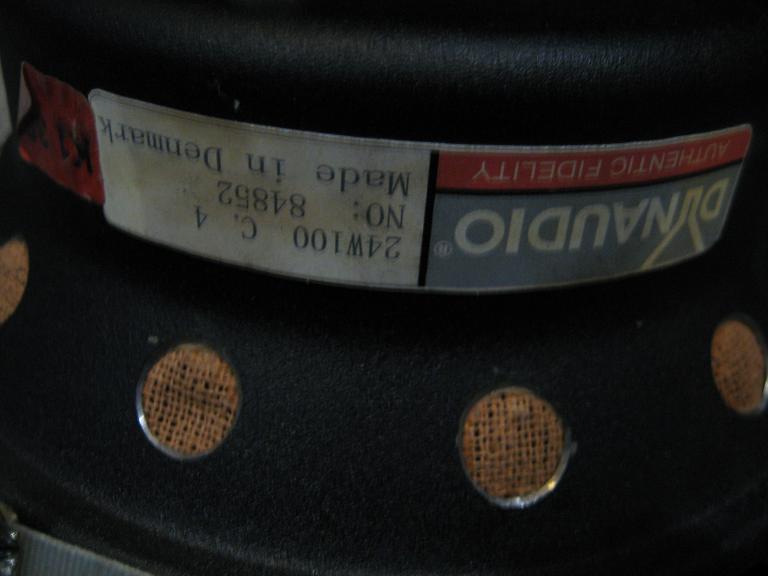 DYNAUDIO®
AUTHENTIC FIDELITY
24W100 C. 4
NO: 84852
Made in Denmark